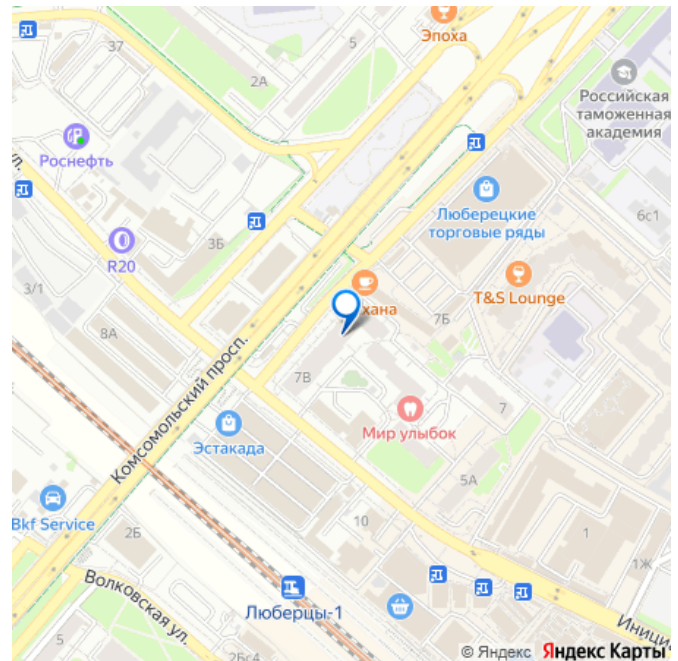 37
5
Эпоха
2А
Российская
таможенная
академия
Роснефть
ул.
Люберецкие
торговые ряды
6с1
3Б
R20
T&S Lounge
3/1
хана
7Б
8А
Комсомольский просп.
7В
7
Мир улыбок
Эстакада
5А
Bkf Service
10
2Б
1
1Ж
Волковская ул.
Люберцы-1
5
2Бс4
© Яндекс Яндекс Карты